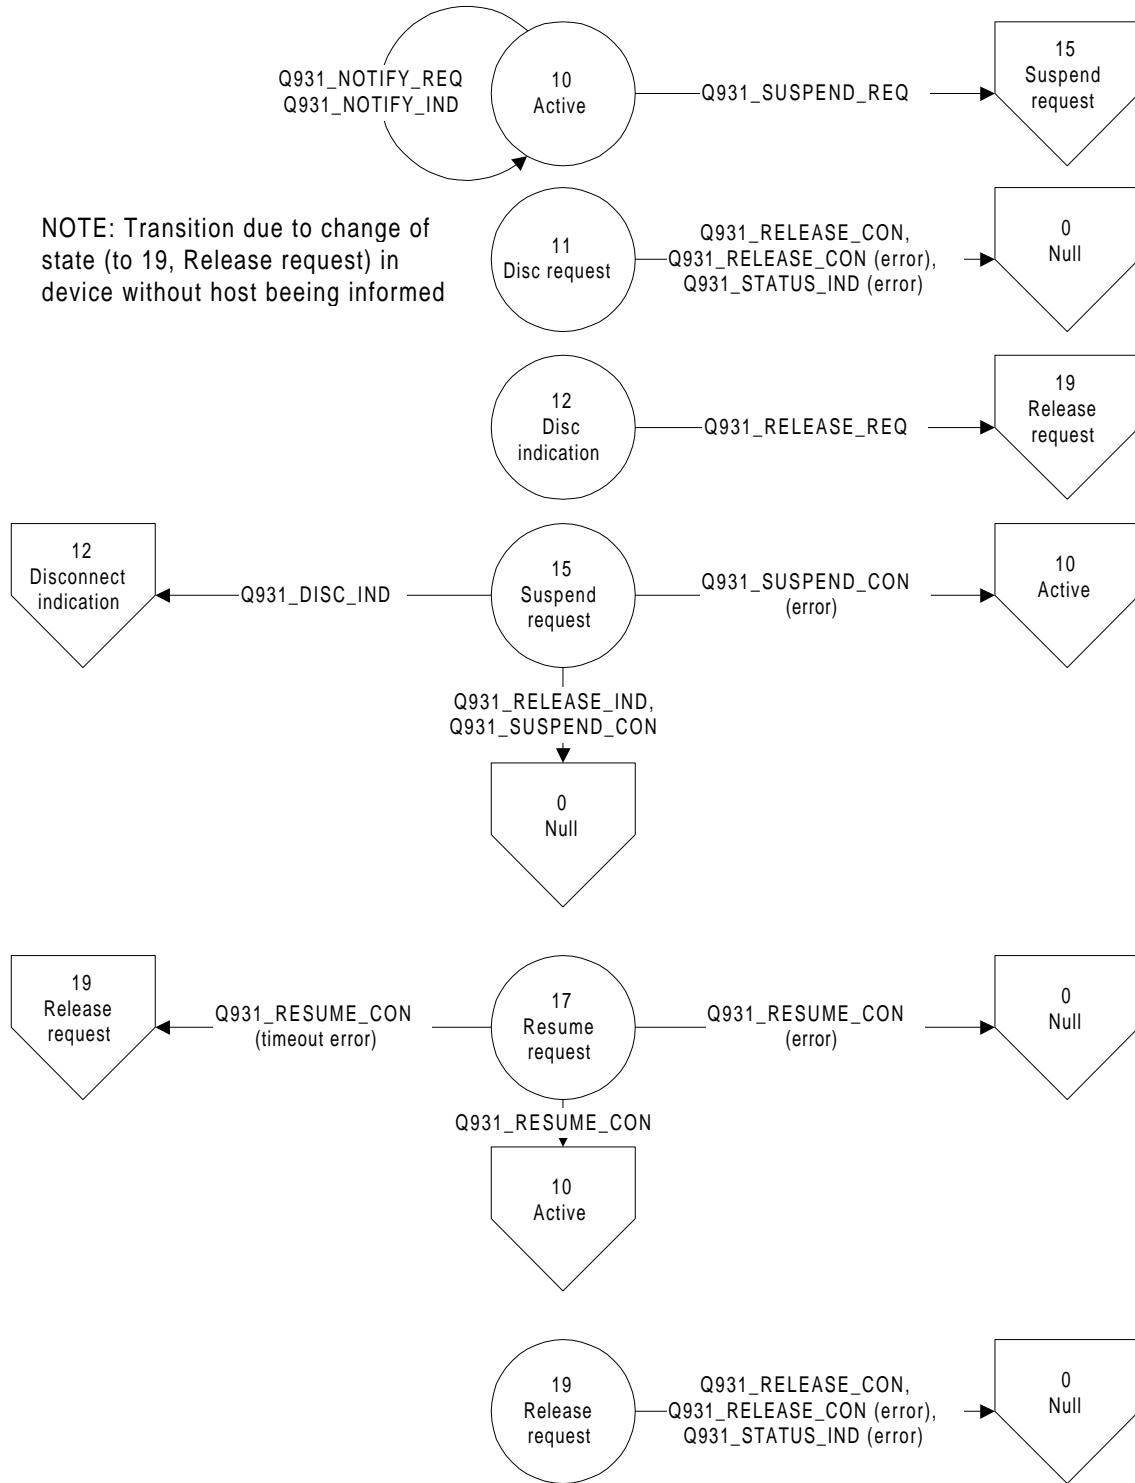 Q931_NOTIFY_REQ
Q931_NOTIFY_IND
10
Active
Q931_SUSPEND_REQ
15
Suspend
request
NOTE: Transition due to change of
state (to 19, Release request) in
device without host beeing informed
11
Disc request
Q931_RELEASE_CON,
Q931_RELEASE_CON (error),
Q931_STATUS_IND (error)
0
Null
12
Disc
indication
Q931_RELEASE_REQ
19
Release
request
12
Disconnect
indication
Q931_DISC_IND
15
Suspend
request
Q931_SUSPEND_CON
(error)
10
Active
Q931_RELEASE_IND,
Q931_SUSPEND_CON
0
Null
19
Release
request
Q931_RESUME_CON
(timeout error)
17
Resume
request
Q931_RESUME_CON
(error)
0
Null
Q931_RESUME_CON
10
Active
19
Release
request
Q931_RELEASE_CON,
Q931_RELEASE_CON (error),
Q931_STATUS_IND (error)
0
Null